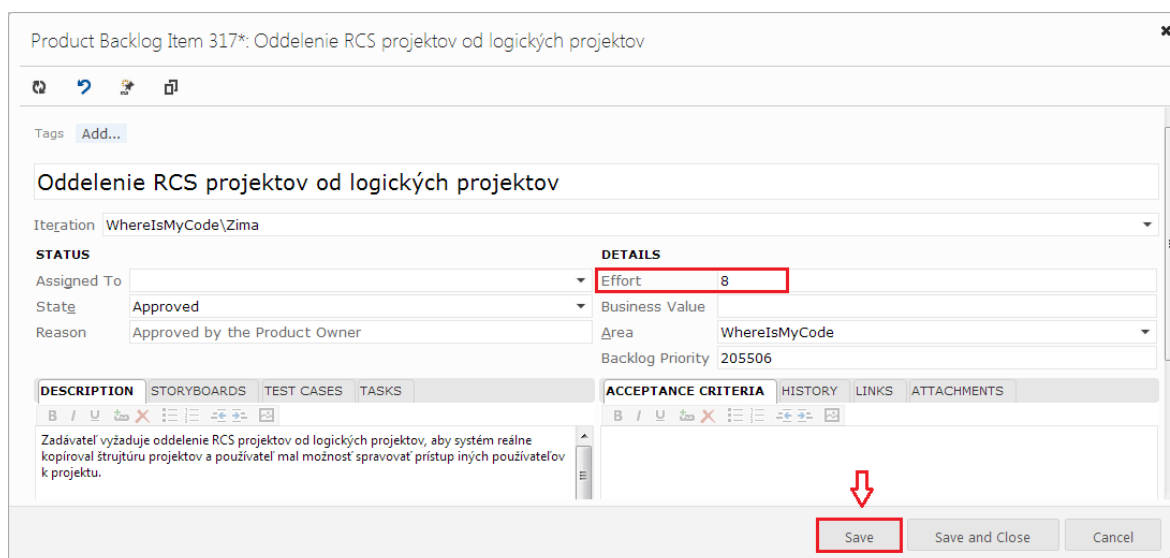 Product Backlog Item 317*: Oddelenie RCS projektov od logických projektov
Tags Add...
Oddelenie RCS projektov od logických projektov
Iteration WhereIsMyCode\Zima
STATUS
DETAILS
Assigned To
Effort 8
State Approved
Business Value
Reason Approved by the Product Owner
Area WhereIsMyCode
Backlog Priority 205506
DESCRIPTION STORYBOARDS TEST CASES TASKS
ACCEPTANCE CRITERIA HISTORY LINKS ATTACHMENTS
B I U
B I U
Zadávateľ vyžaduje oddelenie RCS projektov od logických projektov, aby systém reálne
kopíroval štrujtúru projektov a používateľ mal možnosť spravovať prístup iných používateľov
k projektu.
Save Save and Close Cancel